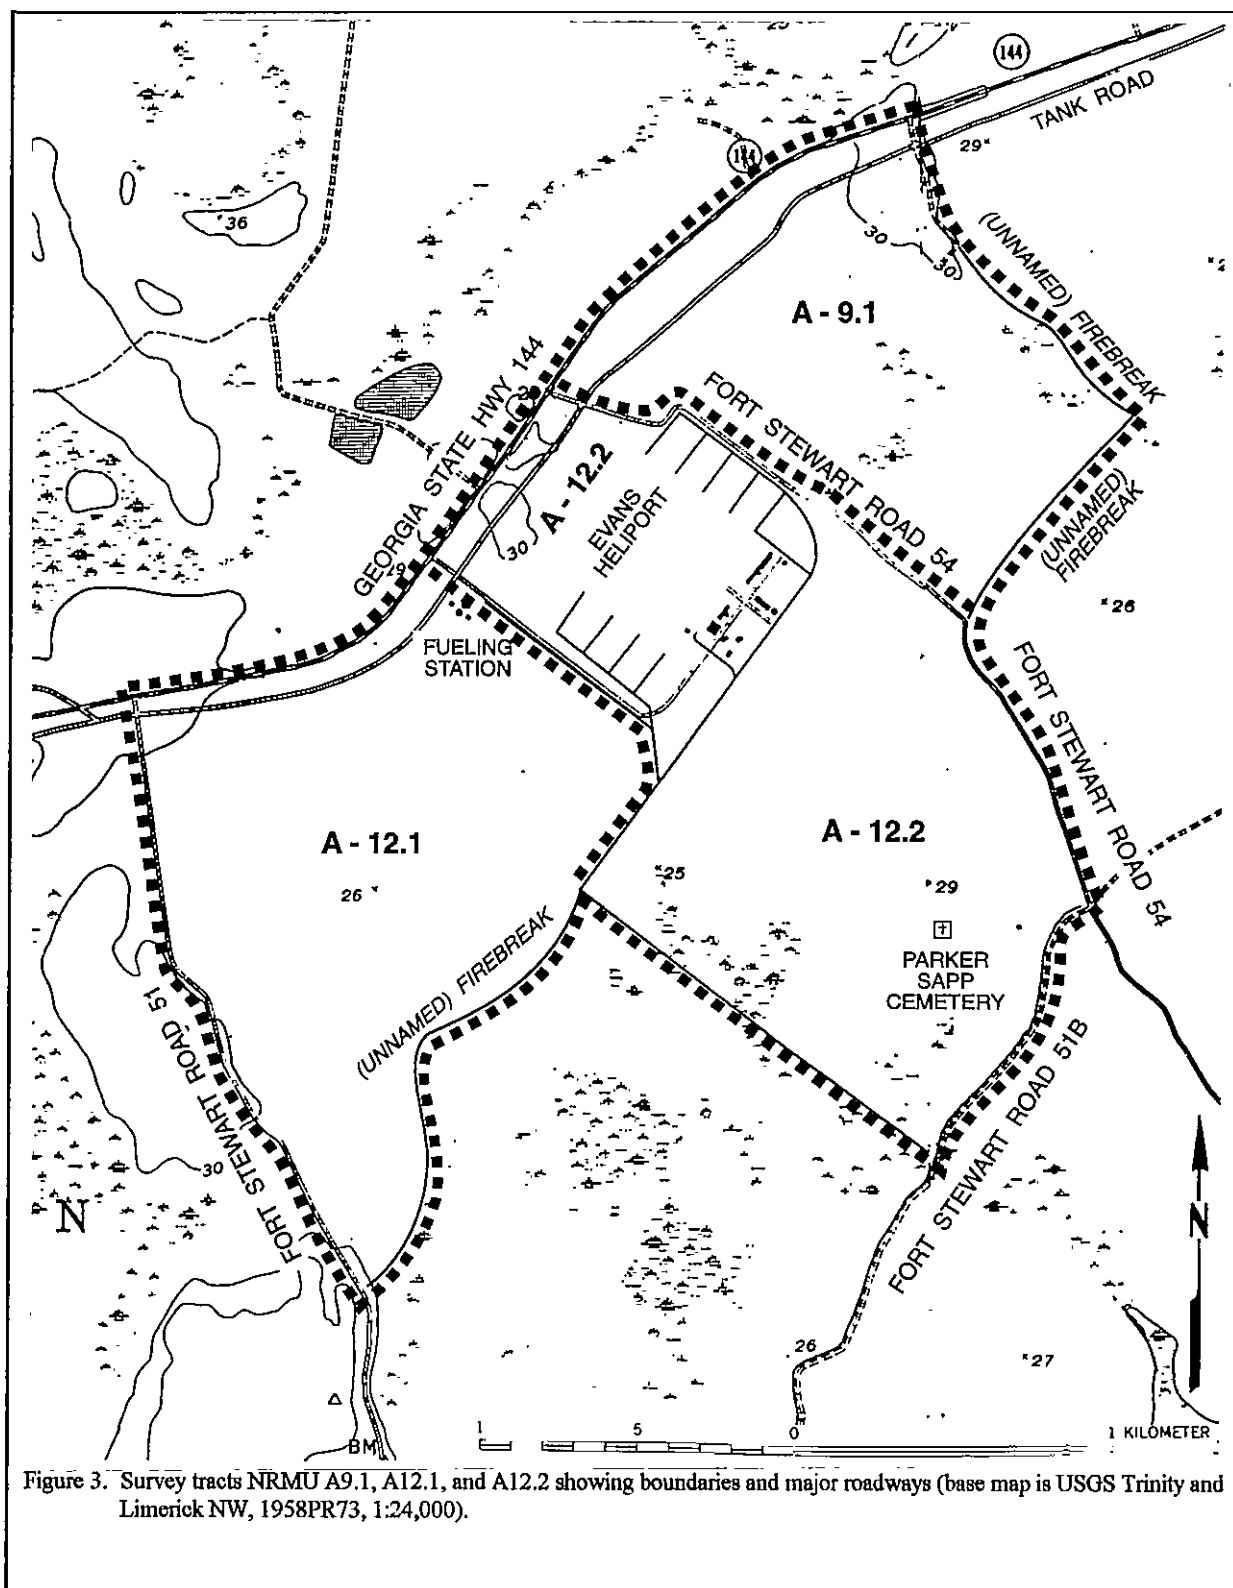 144
TANK ROAD
144
29
36
30
30
(UNNAMED) FIREBREAK
A - 9.1
GEORGIA STATE HWY 144
FORT STEWART ROAD 54
A - 12.2
EVANS
HELIPORT
30
(UNNAMED)
FIREBREAK
29
26
FUELING
STATION
FORT STEWART ROAD 54
A - 12.1
A - 12.2
26
25
29
PARKER
SAPP
CEMETERY
(UNNAMED) FIREBREAK
FORT STEWART ROAD 51
FORT STEWART ROAD 51B
30
N
N
26
27
BM
1
5
0
1 KILOMETER
Figure 3. Survey tracts NRMU A9.1, A12.1, and A12.2 showing boundaries and major roadways (base map is USGS Trinity and
Limerick NW, 1958PR73, 1:24,000).